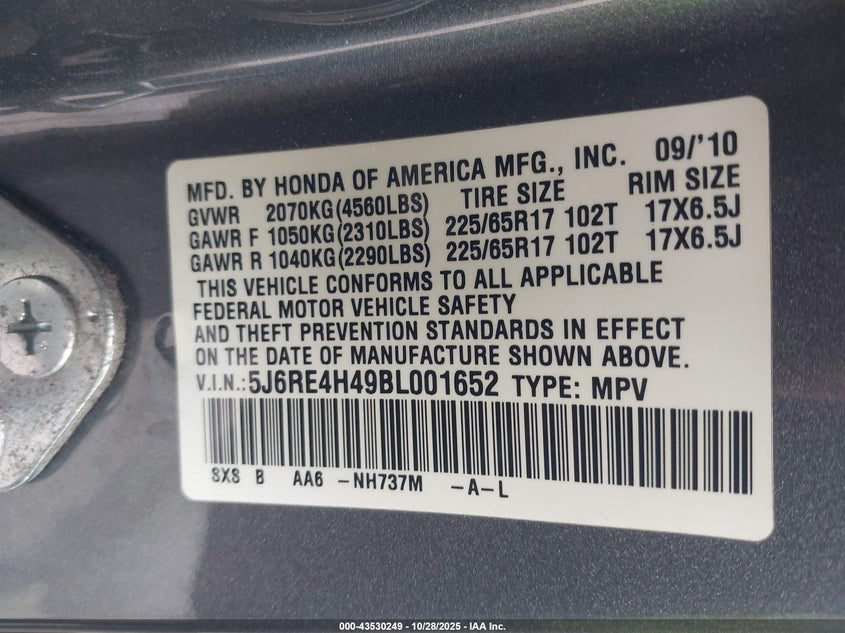 MFD. BY HONDA OF AMERICA MFG., INC. 09/'10
GVWR 2070KG(4560LBS) TIRE SIZE RIM SIZE
GAWR F 1050KG(2310LBS) 225/65R17 102T 17X6.5J
GAWR R 1040KG(2290LBS) 225/65R17 102T 17X6.5J
THIS VEHICLE CONFORMS TO ALL APPLICABLE
FEDERAL MOTOR VEHICLE SAFETY
AND THEFT PREVENTION STANDARDS IN EFFECT
ON THE DATE OF MANUFACTURE SHOWN ABOVE.
V.I.N.: 5J6RE4H49BL001652 TYPE: MPV
SXS B AA6 -NH737M -A-L
000-43530249 - 10/28/2025 - IAA Inc.